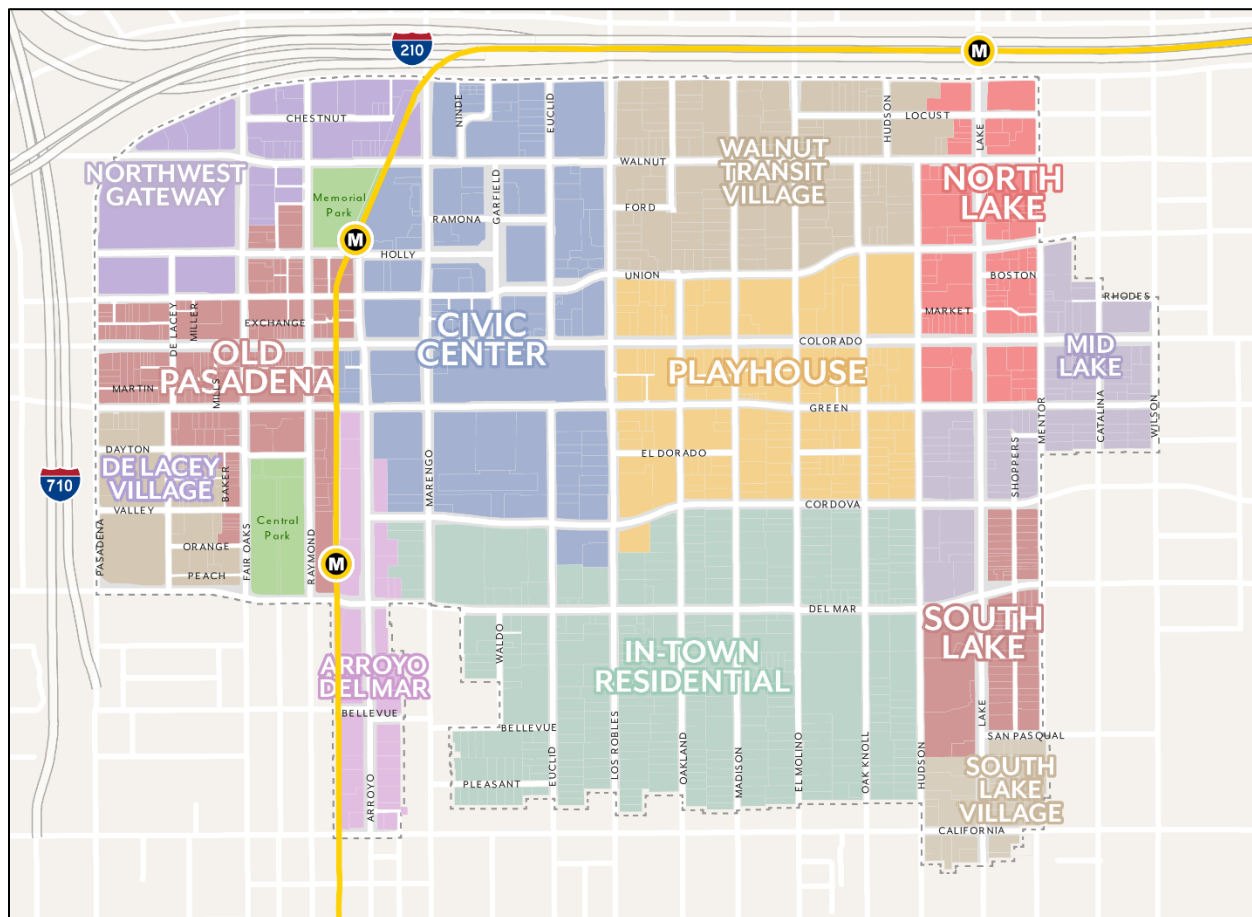 210
M
CHESTNUT
NINDE
EUCLID
HUDSON
LOCUST
LAKE
NORTHWEST
GATEWAY
WALNUT
WALNUT
TRANSIT
VILLAGE
NORTH
LAKE
Memorial
Park
GARFIELD
RAMONA
FORD
M
HOLLY
UNION
BOSTON
RHODES
DE LACEY
MILLER
EXCHANGE
MARKET
CIVIC
CENTER
COLORADO
MID
LAKE
OLD
PASADENA
PLAYHOUSE
MARTIN
MILLS
GREEN
MENTOR
CATALINA
WILSON
DAYTON
EL DORADO
SHOPPERS
DE LACEY
VILLAGE
BAKER
MARENGO
710
VALLEY
CORDOVA
Central
Park
PASADENA
ORANGE
FAIR OAKS
RAYMOND
M
PEACH
DEL MAR
WALDO
SOUTH
LAKE
IN-TOWN
RESIDENTIAL
ARROYO
DEL MAR
BELLEVUE
BELLEVUE
LAKE
SAN PASQUAL
EUCLID
LOS ROBLES
OAKLAND
MADISON
EL MOLINO
OAK KNOLL
HUDSON
PLEASANT
ARROYO
SOUTH
LAKE
VILLAGE
CALIFORNIA